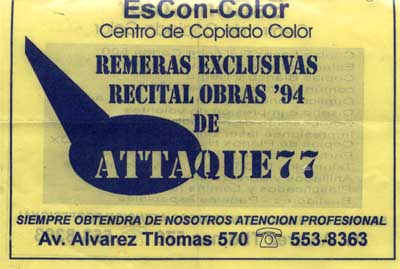 EsCon-Color
Centro de Copiado Color
REMERAS EXCLUSIVAS
RECITAL OBRAS '94
DE
ATTAQUE77
SIEMPRE OBTENDRA DE NOSOTROS ATENCION PROFESIONAL
Av. Alvarez Thomas 570 ☎ 553-8363